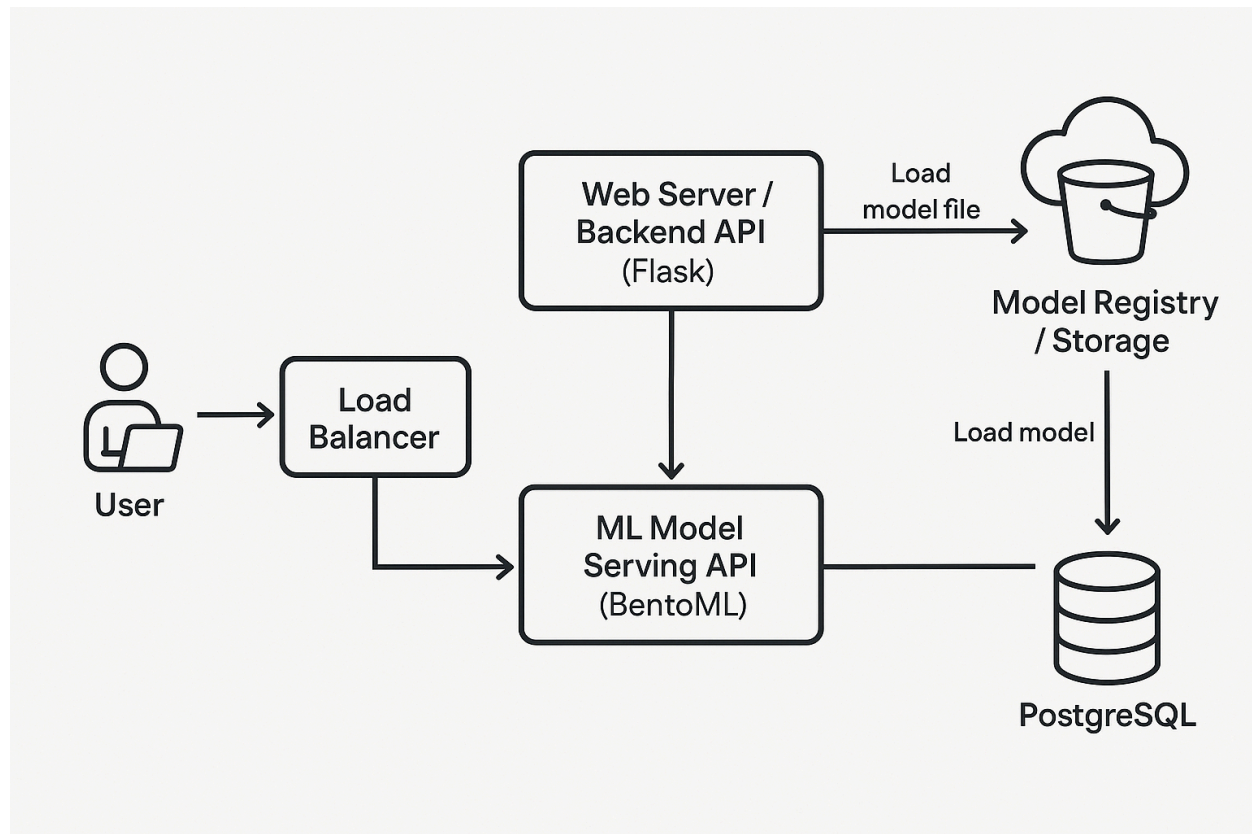 Web Server /
Backend API
(Flask)
Load
model file
Model Registry
/ Storage
User
Load
Balancer
Load model
ML Model
Serving API
(BentoML)
PostgreSQL